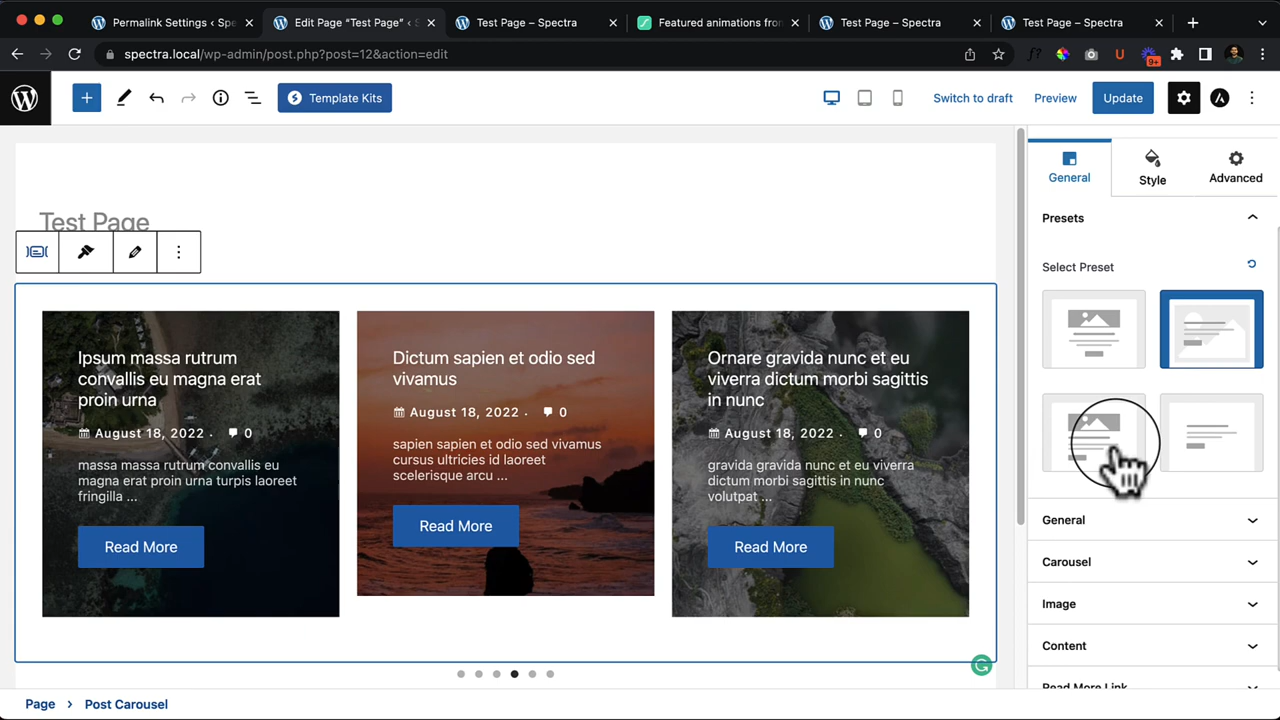 Permalink Settings ‹ Spe
Edit Page “Test Page” ‹ S
Test Page – Spectra
Featured animations fron
Test Page – Spectra
Test Page – Spectra
spectra.local/wp-admin/post.php?post=12&action=edit
9+
Template Kits
Switch to draft
Preview
Update
General
Style
Advanced
Presets
Select Preset
Test Page
Ipsum massa rutrum
convallis eu magna erat
proin urna
August 18, 2022 · 0
massa massa rutrum convallis eu
magna erat proin urna turpis laoreet
fringilla ...
Read More
Dictum sapien et odio sed
vivamus
August 18, 2022 · 0
sapien sapien et odio sed vivamus
cursus ultricies id laoreet
scelerisque arcu ...
Read More
Ornare gravida nunc et eu
viverra dictum morbi sagittis
in nunc
August 18, 2022 · 0
gravida gravida nunc et eu viverra
dictum morbi sagittis in nunc
volutpat ...
Read More
General
Carousel
Image
Content
Read More Link
Page › Post Carousel